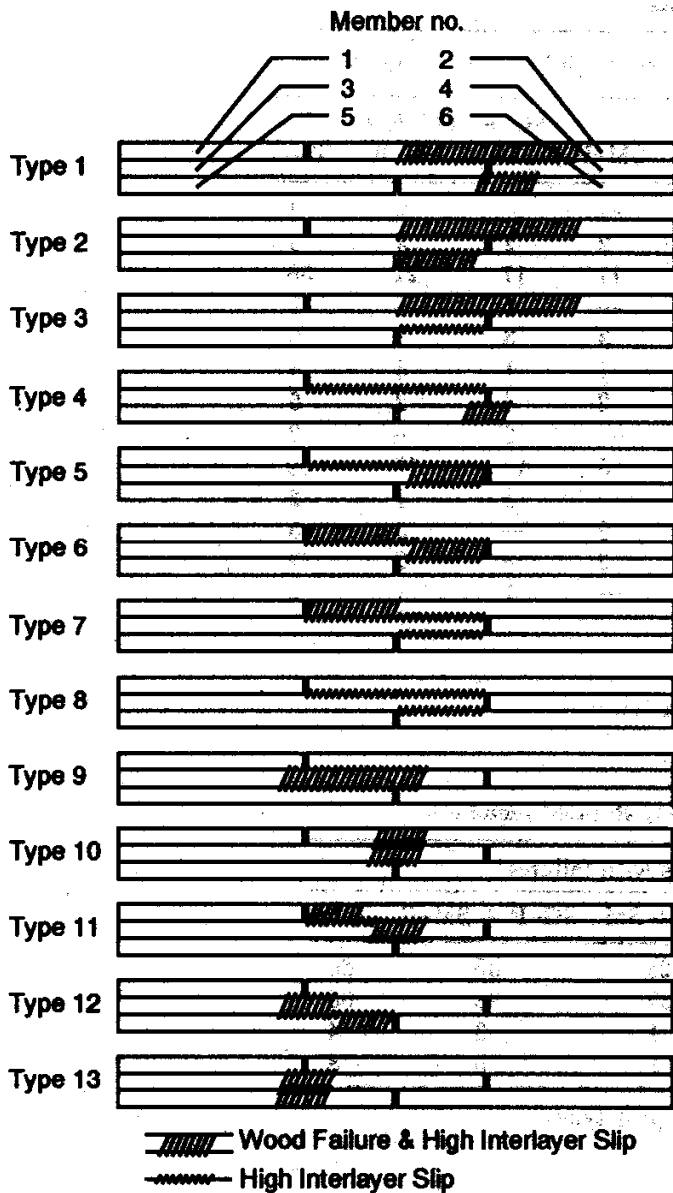 Member no.
1 2
3 4
5 6
Type 1
Type 2
Type 3
Type 4
Type 5
Type 6
Type 7
Type 8
Type 9
Type 10
Type 11
Type 12
Type 13
Wood Failure & High Interlayer Slip
High Interlayer Slip